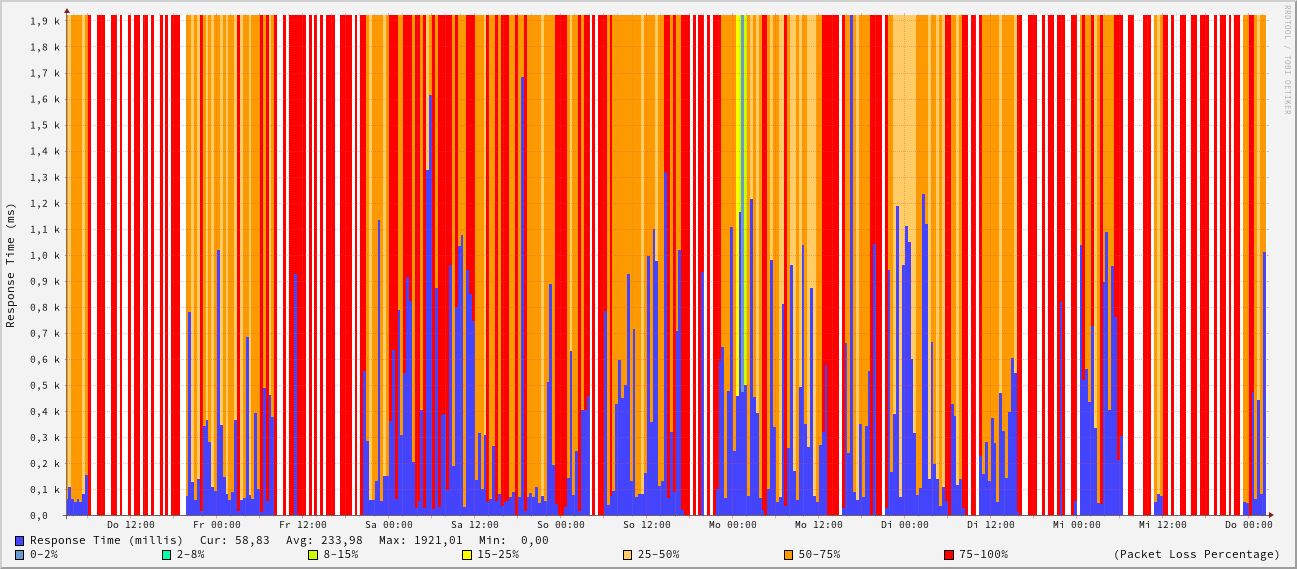 RRDTOOL / TOBI OETIKER
Response Time (ms)
1,9 k
1,8 k
1,7 k
1,6 k
1,5 k
1,4 k
1,3 k
1,2 k
1,1 k
1,0 k
0,9 k
0,8 k
0,7 k
0,6 k
0,5 k
0,4 k
0,3 k
0,2 k
0,1 k
0,0
Do 12:00 Fr 00:00 Fr 12:00 Sa 00:00 Sa 12:00 So 00:00 So 12:00 Mo 00:00 Mo 12:00 Di 00:00 Di 12:00 Mi 00:00 Mi 12:00 Do 00:00
Response Time (millis) Cur: 58,83 Avg: 233,98 Max: 1921,01 Min: 0,00
0-2% 2-8% 8-15% 15-25% 25-50% 50-75% 75-100% (Packet Loss Percentage)